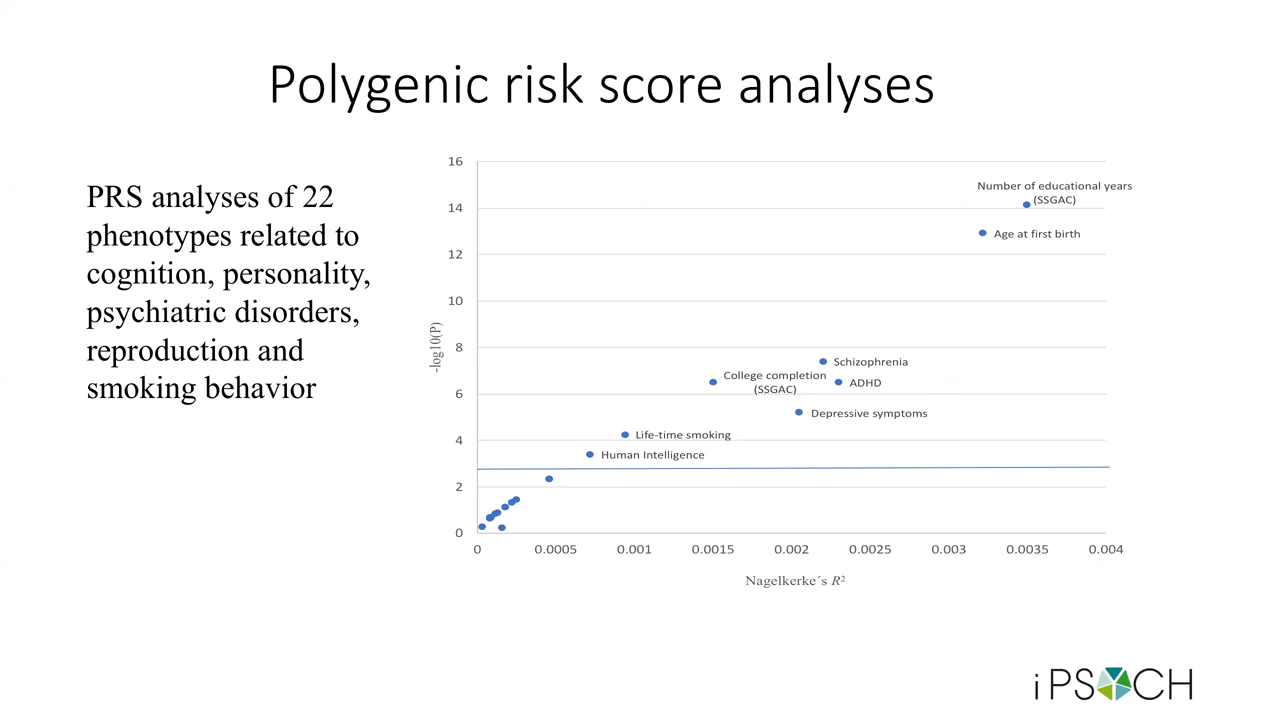 Polygenic risk score analyses
PRS analyses of 22
phenotypes related to
cognition, personality,
psychiatric disorders,
reproduction and
smoking behavior
16
14
12
10
8
6
4
2
0
-log10(P)
Number of educational years
(SSGAC)
Age at first birth
Schizophrenia
College completion
(SSGAC)
ADHD
Depressive symptoms
Life-time smoking
Human Intelligence
0 0.0005 0.001 0.0015 0.002 0.0025 0.003 0.0035 0.004
Nagelkerke´s R²
iPSYCH